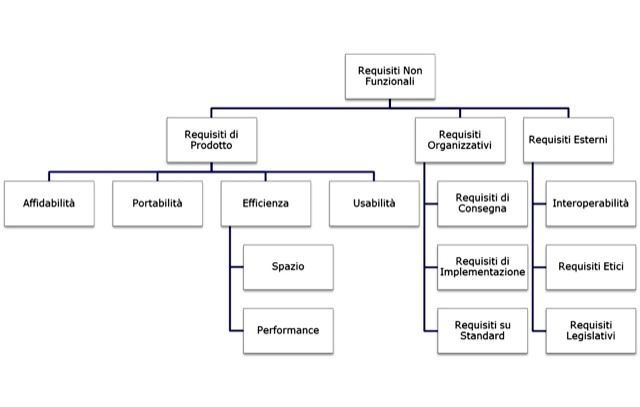 Requisiti Non
Funzionali
Requisiti di
Prodotto
Requisiti
Organizzativi
Requisiti Esterni
Affidabilità
Portabilità
Efficienza
Usabilità
Requisiti di
Consegna
Interoperabilità
Spazio
Requisiti di
Implementazione
Requisiti Etici
Performance
Requisiti su
Standard
Requisiti
Legislativi